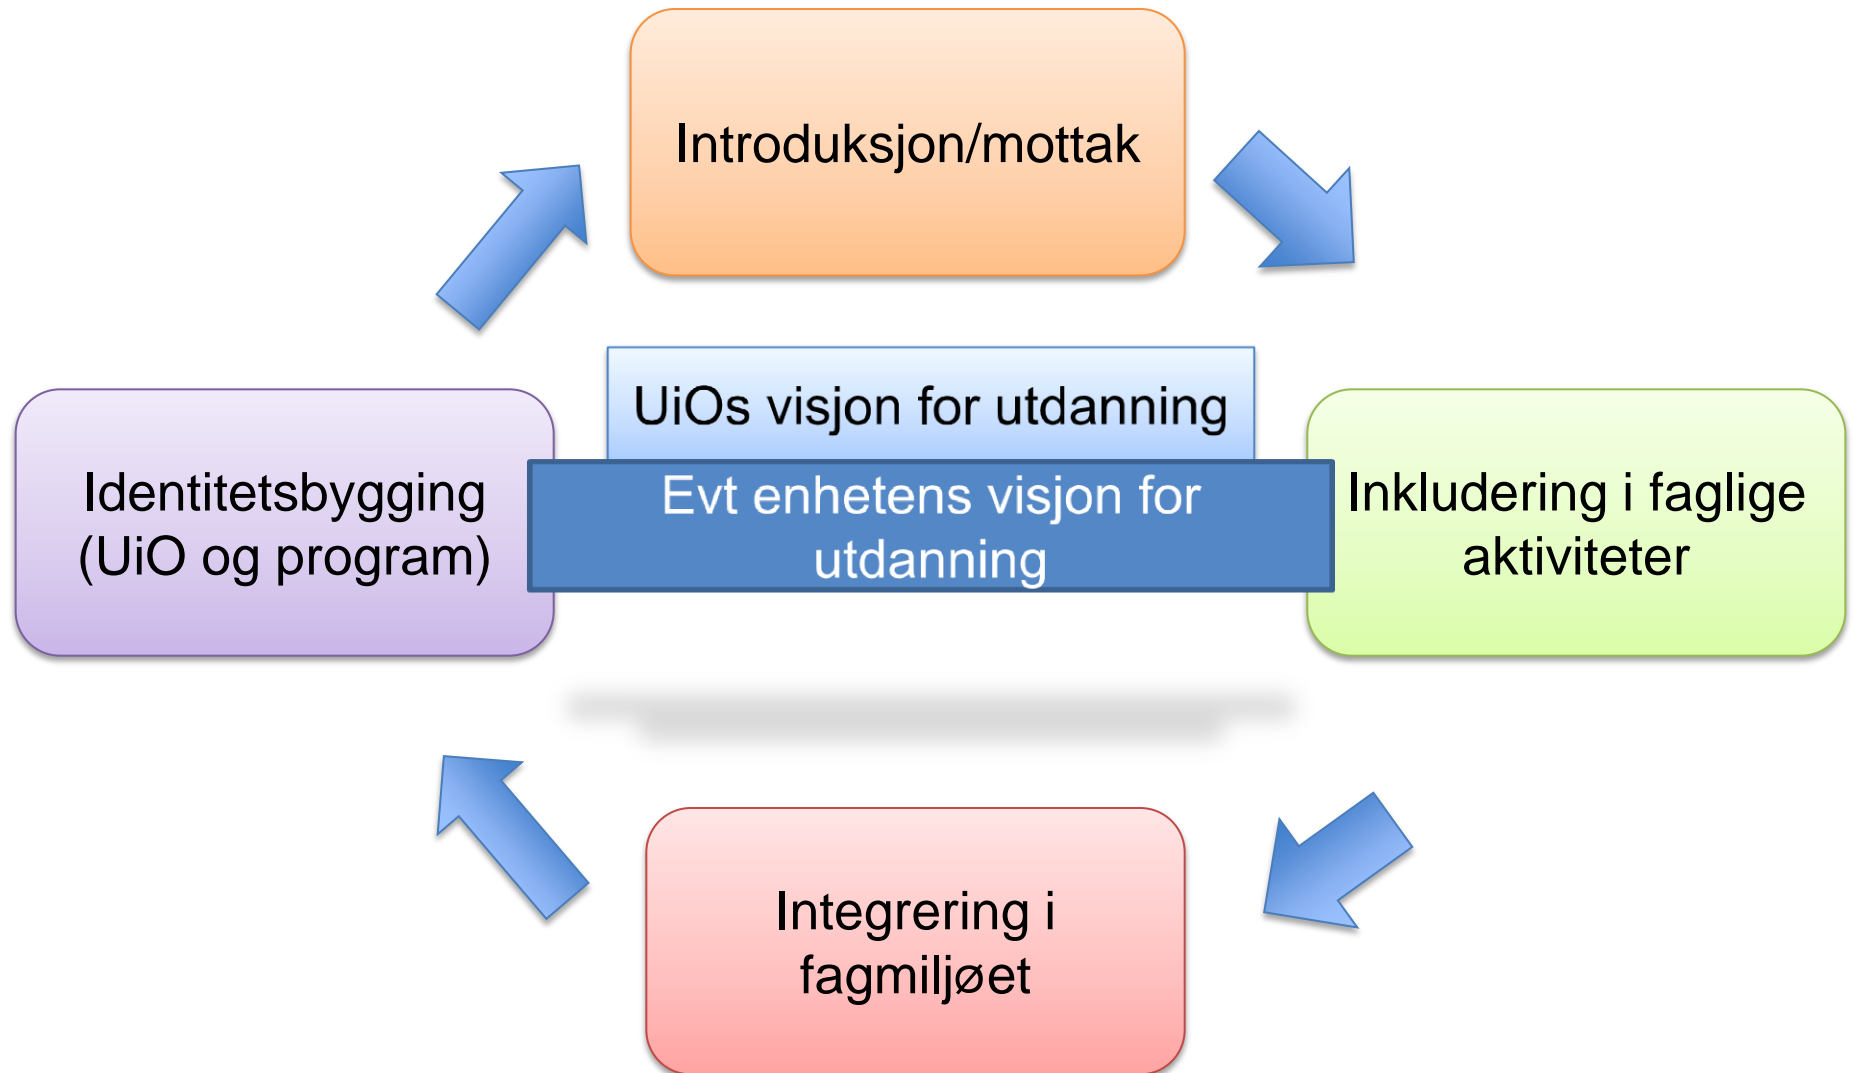 Introduksjon/mottak
UiOs visjon for utdanning
Evt enhetens visjon for
utdanning
Identitetsbygging
(UiO og program)
Inkludering i faglige
aktiviteter
Integrering i
fagmiljøet